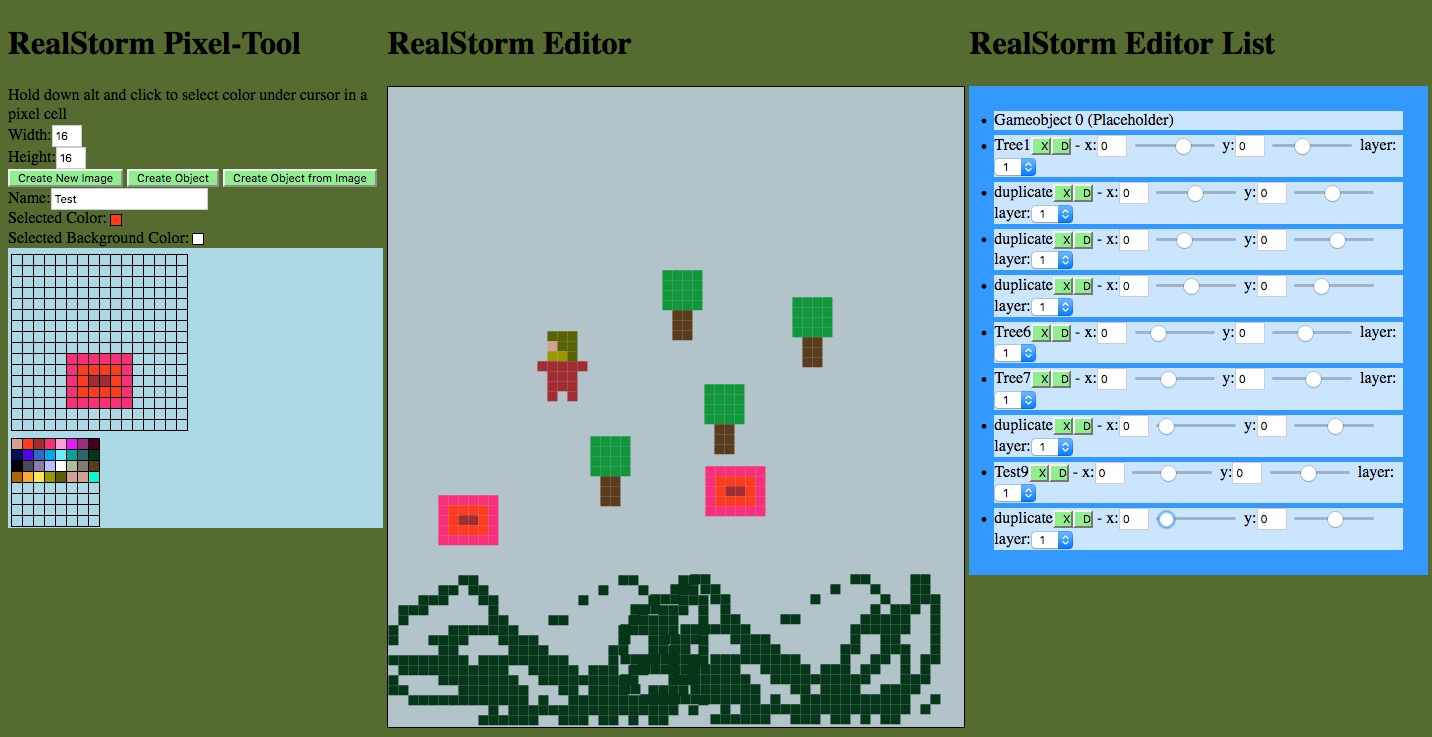 RealStorm Pixel-Tool
Hold down alt and click to select color under cursor in a
pixel cell
Width: 16
Height: 16
Create New Image Create Object Create Object from Image
Name: Test
Selected Color:
Selected Background Color:
RealStorm Editor
RealStorm Editor List
Gameobject 0 (Placeholder)
Tree1 X D - x: 0 y: 0 layer:
1
duplicate X D - x: 0 y: 0
layer: 1
duplicate X D - x: 0 y: 0
layer: 1
duplicate X D - x: 0 y: 0
layer: 1
Tree6 X D - x: 0 y: 0 layer:
1
Tree7 X D - x: 0 y: 0 layer:
1
duplicate X D - x: 0 y: 0
layer: 1
Test9 X D - x: 0 y: 0 layer:
1
duplicate X D - x: 0 y: 0
layer: 1